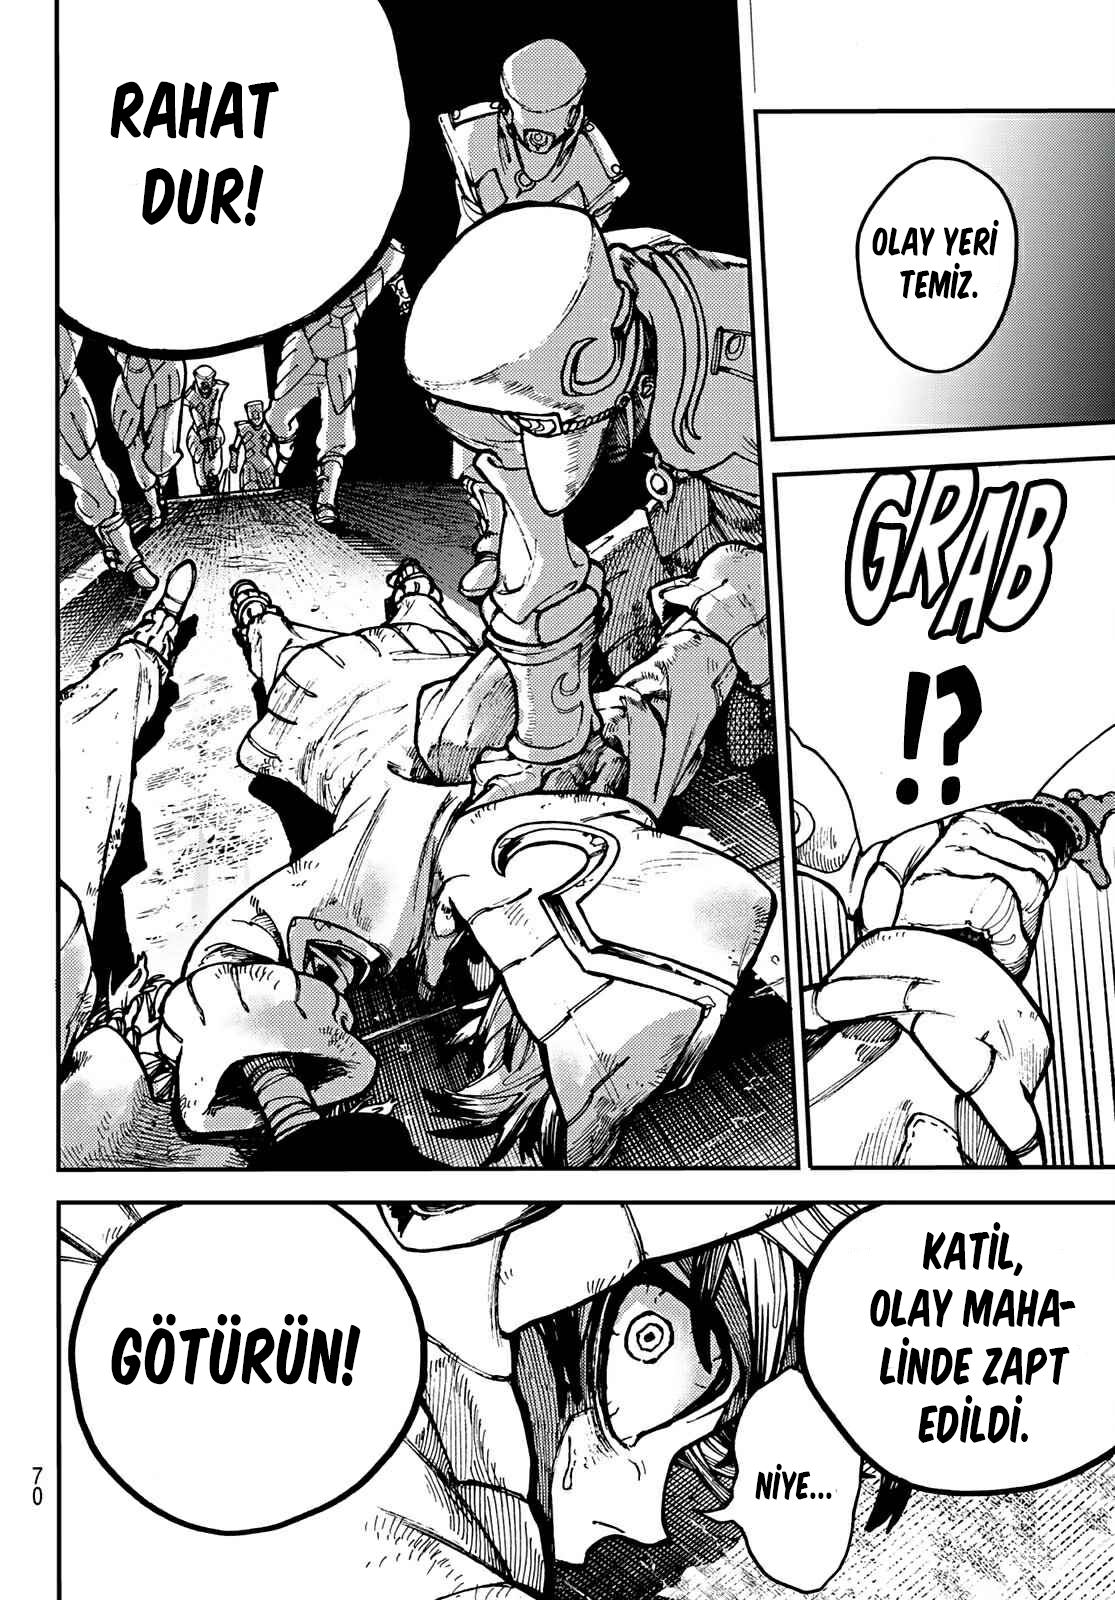 OLAY YERİ
TEMİZ.
GRAB
!?
RAHAT
DUR!
KATİL,
OLAY MAHA-
LİNDE ZAPT
EDİLDİ.
NİYE...
GÖTÜRÜN!
70